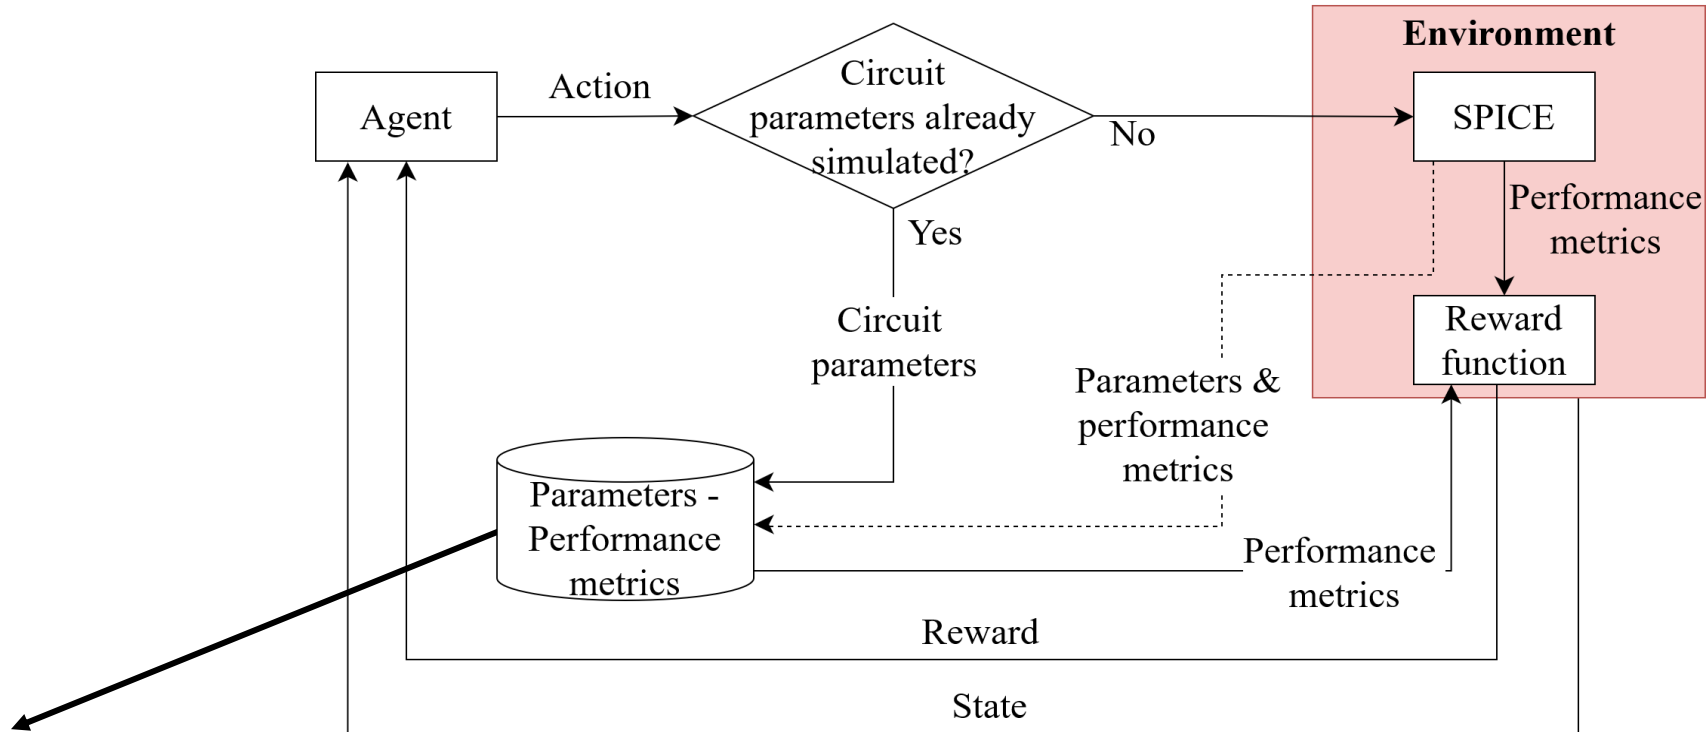 Environment
Agent
Action
Circuit
parameters already
simulated?
No
SPICE
Performance
metrics
Yes
Circuit
parameters
Reward
function
Parameters &
performance
metrics
Parameters -
Performance
metrics
Performance
metrics
Reward
State